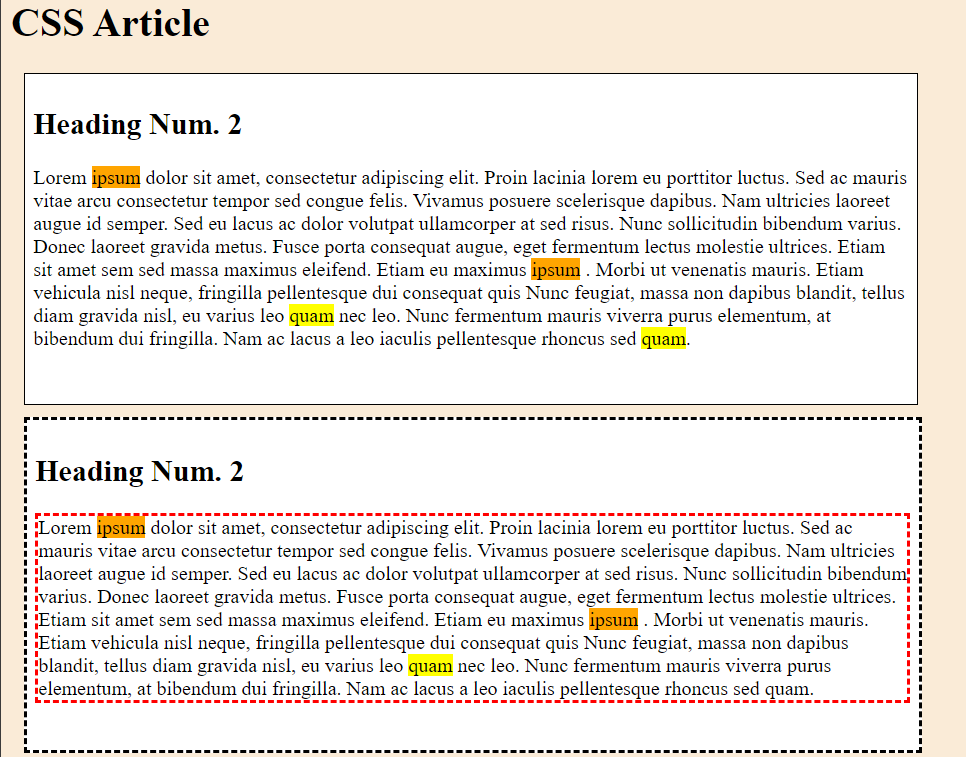 CSS Article
Heading Num. 2
Lorem ipsum dolor sit amet, consectetur adipiscing elit. Proin lacinia lorem eu porttitor luctus. Sed ac mauris
vitae arcu consectetur tempor sed congue felis. Vivamus posuere scelerisque dapibus. Nam ultricies laoreet
augue id semper. Sed eu lacus ac dolor volutpat ullamcorper at sed risus. Nunc sollicitudin bibendum varius.
Donec laoreet gravida metus. Fusce porta consequat augue, eget fermentum lectus molestie ultrices. Etiam
sit amet sem sed massa maximus eleifend. Etiam eu maximus ipsum . Morbi ut venenatis mauris. Etiam
vehicula nisl neque, fringilla pellentesque dui consequat quis Nunc feugiat, massa non dapibus blandit, tellus
diam gravida nisl, eu varius leo quam nec leo. Nunc fermentum mauris viverra purus elementum, at
bibendum dui fringilla. Nam ac lacus a leo iaculis pellentesque rhoncus sed quam.
Heading Num. 2
Lorem ipsum dolor sit amet, consectetur adipiscing elit. Proin lacinia lorem eu porttitor luctus. Sed ac
mauris vitae arcu consectetur tempor sed congue felis. Vivamus posuere scelerisque dapibus. Nam ultricies
laoreet augue id semper. Sed eu lacus ac dolor volutpat ullamcorper at sed risus. Nunc sollicitudin bibendum
varius. Donec laoreet gravida metus. Fusce porta consequat augue, eget fermentum lectus molestie ultrices.
Etiam sit amet sem sed massa maximus eleifend. Etiam eu maximus ipsum . Morbi ut venenatis mauris.
Etiam vehicula nisl neque, fringilla pellentesque dui consequat quis Nunc feugiat, massa non dapibus
blandit, tellus diam gravida nisl, eu varius leo quam nec leo. Nunc fermentum mauris viverra purus
elementum, at bibendum dui fringilla. Nam ac lacus a leo iaculis pellentesque rhoncus sed quam.